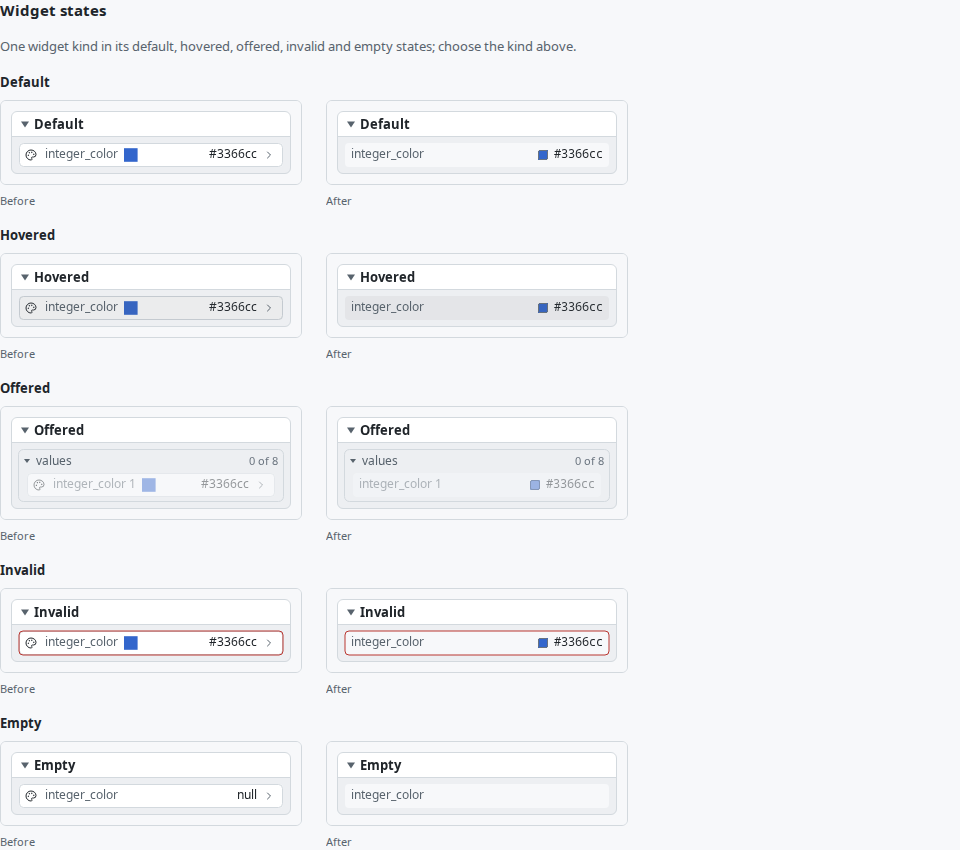 Widget states
One widget kind in its default, hovered, offered, invalid and empty states; choose the kind above.
Default
Default
integer_color #3366cc
Before
Default
integer_color #3366cc
After
Hovered
Hovered
integer_color #3366cc
Before
Hovered
integer_color #3366cc
After
Offered
Offered
values 0 of 8
integer_color 1 #3366cc
Before
Offered
values 0 of 8
integer_color 1 #3366cc
After
Invalid
Invalid
integer_color #3366cc
Before
Invalid
integer_color #3366cc
After
Empty
Empty
integer_color null
Before
Empty
integer_color
After